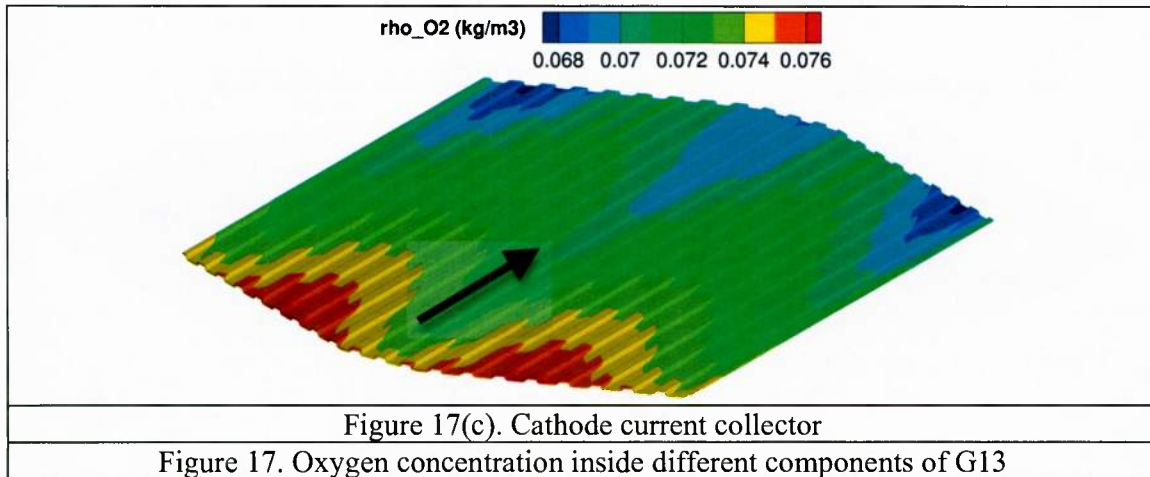 rho_O2 (kg/m3)
0.068 0.07 0.072 0.074 0.076
Figure 17(c). Cathode current collector
Figure 17. Oxygen concentration inside different components of G13